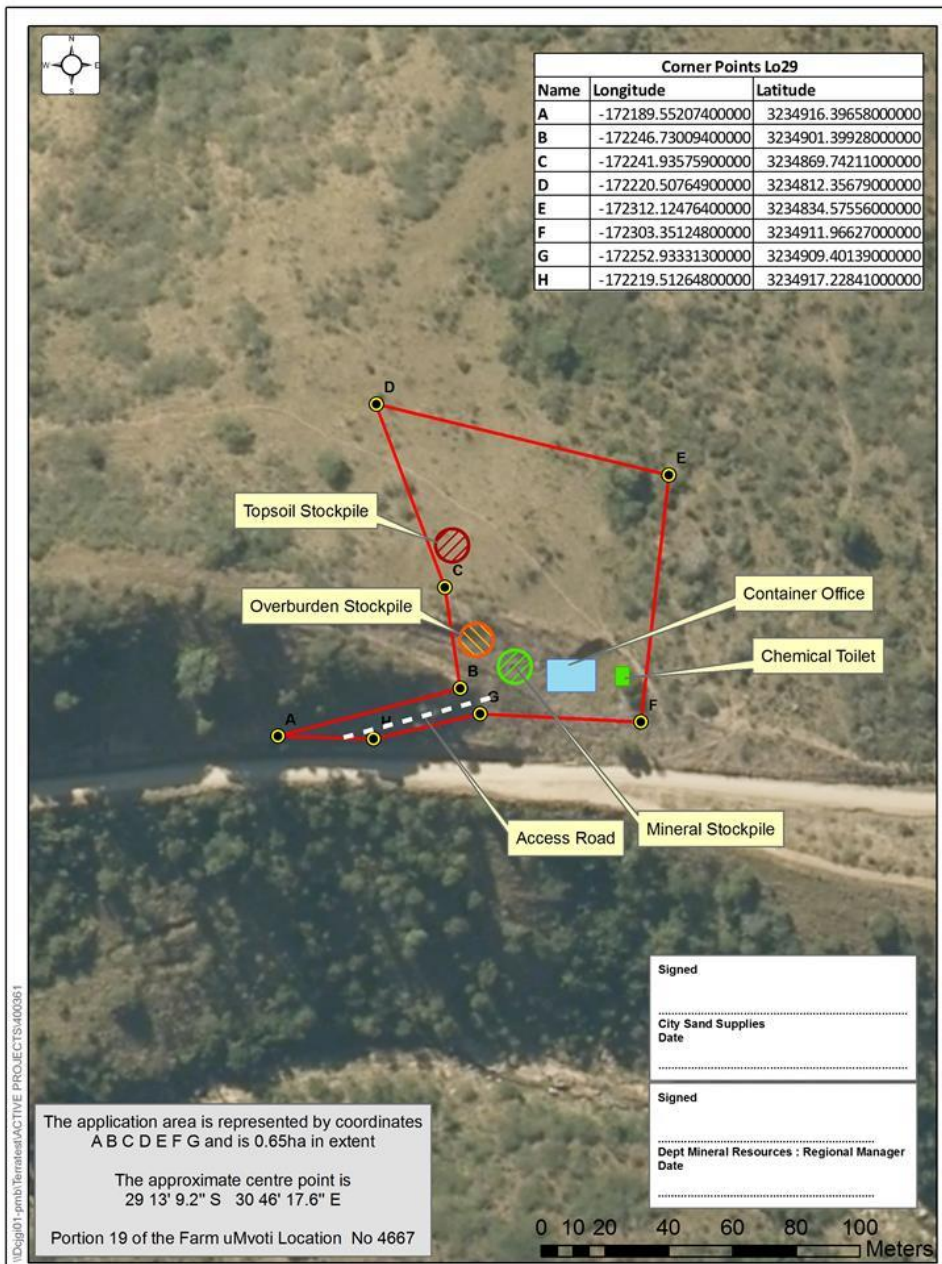 N
W E
S
Corner Points Lo29
Name Longitude Latitude
A -172189.55207400000 3234916.39658000000
B -172246.73009400000 3234901.39928000000
C -172241.93575900000 3234869.74211000000
D -172220.50764900000 3234812.35679000000
E -172312.12476400000 3234834.57556000000
F -172303.35124800000 3234911.96627000000
G -172252.93331300000 3234909.40139000000
H -172219.51264800000 3234917.22841000000
D
E
Topsoil Stockpile
C
Container Office
Overburden Stockpile
Chemical Toilet
B
G
F
A
H
Access Road
Mineral Stockpile
Signed
City Sand Supplies
Date
Signed
Dept Mineral Resources : Regional Manager
Date
The application area is represented by coordinates
A B C D E F G and is 0.65ha in extent
The approximate centre point is
29 13' 9.2" S 30 46' 17.6" E
Portion 19 of the Farm uMvoti Location No 4667
0 10 20 40 60 80 100
Meters